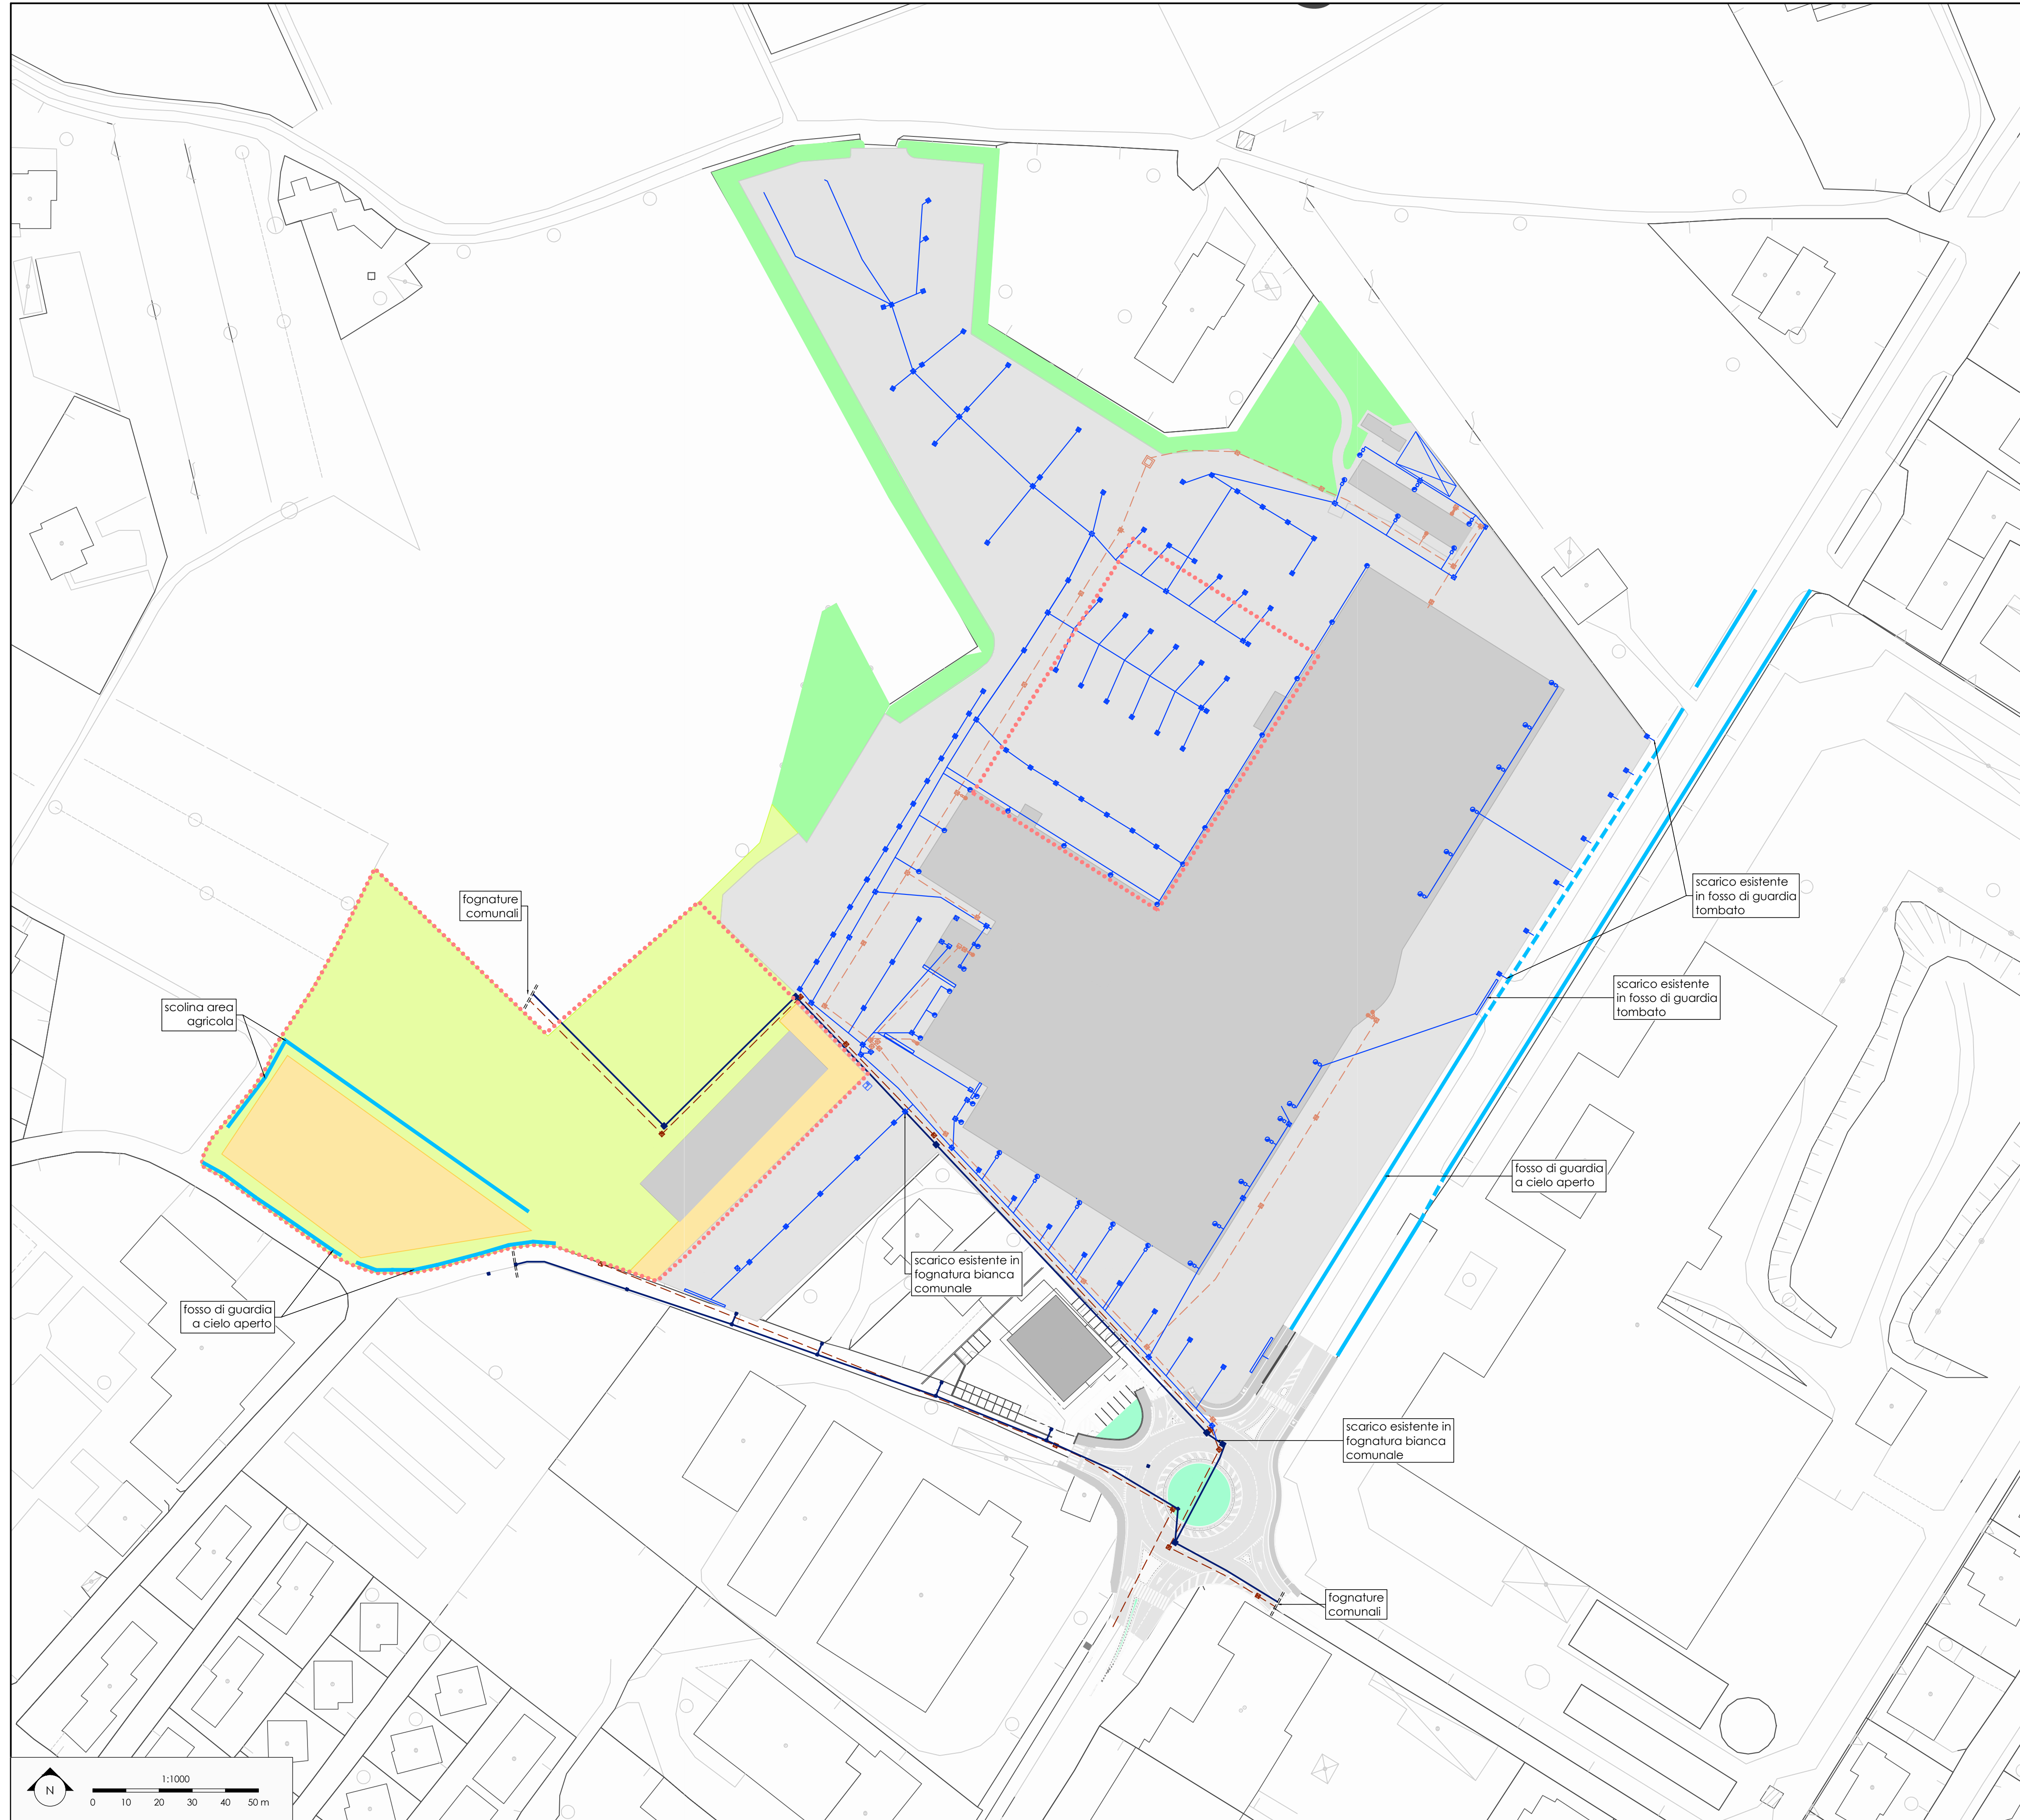 fognature
comunali
scarico esistente
in fosso di guardia
tombato
scolina area
agricola
scarico esistente
in fosso di guardia
tombato
fosso di guardia
a cielo aperto
scarico esistente in
fognatura bianca
comunale
fosso di guardia
a cielo aperto
scarico esistente in
fognatura bianca
comunale
fognature
comunali
N
1:1000
0 10 20 30 40 50 m